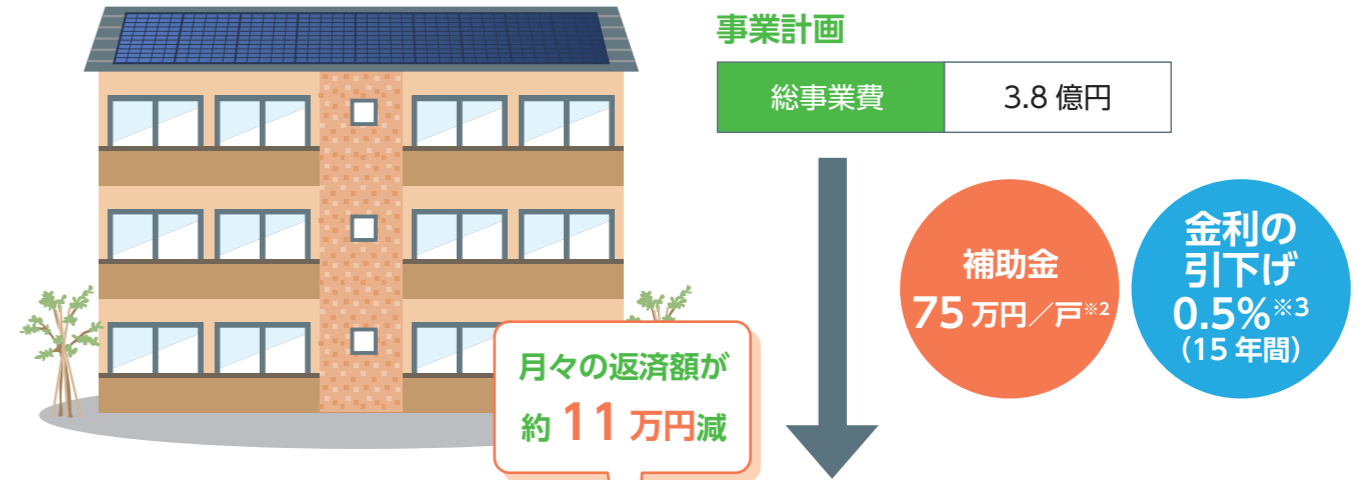 事業計画
総事業費
3.8 億円
補助金
75 万円／戸※2
金利の
引下げ
0.5%※3
（15 年間）
月々の返済額が
約 11 万円減